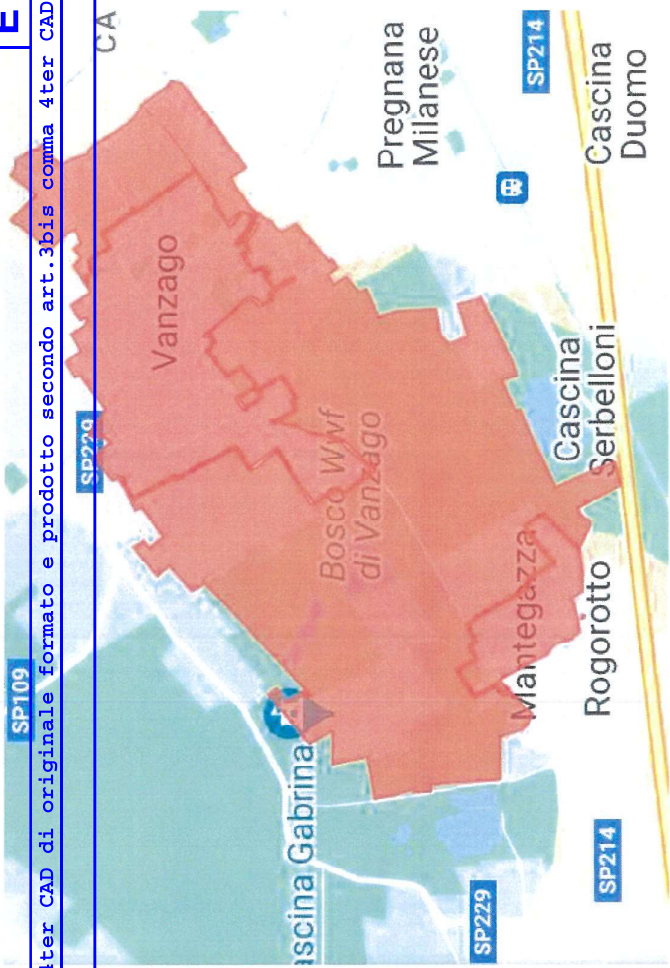 E
4ter CAD di originale formato e prodotto secondo art.3bis comma 4ter CAD
CA
SP109
SP229
Vanzago
Pregnana
Milanese
SP214
Cascina
Duomo
Bosco Wwf
di Vanzago
Cascina
Serbelloni
Mantegazza
Rogorotto
ascina Gabrina
SP229
SP214